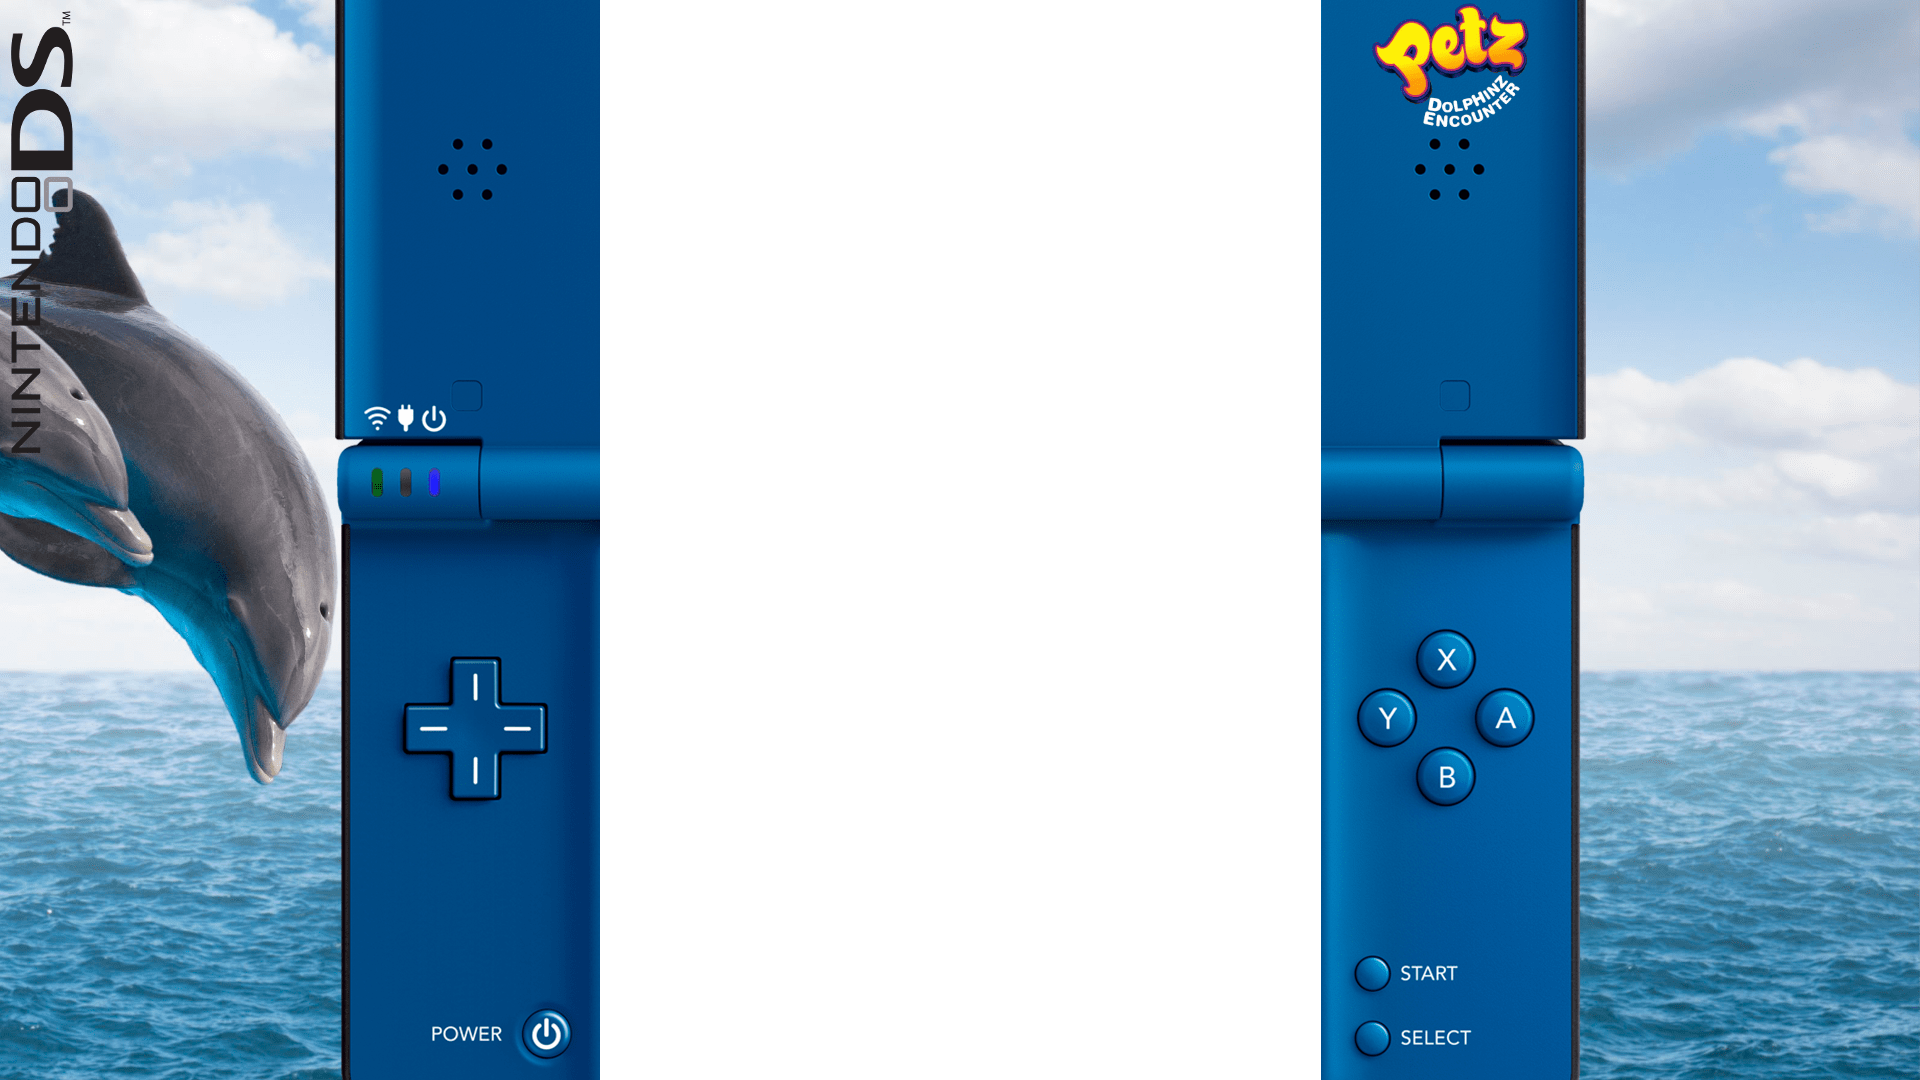 NINTENDO DS™
Petz
DOLPHINZ
ENCOUNTER
X
Y
A
B
START
SELECT
POWER